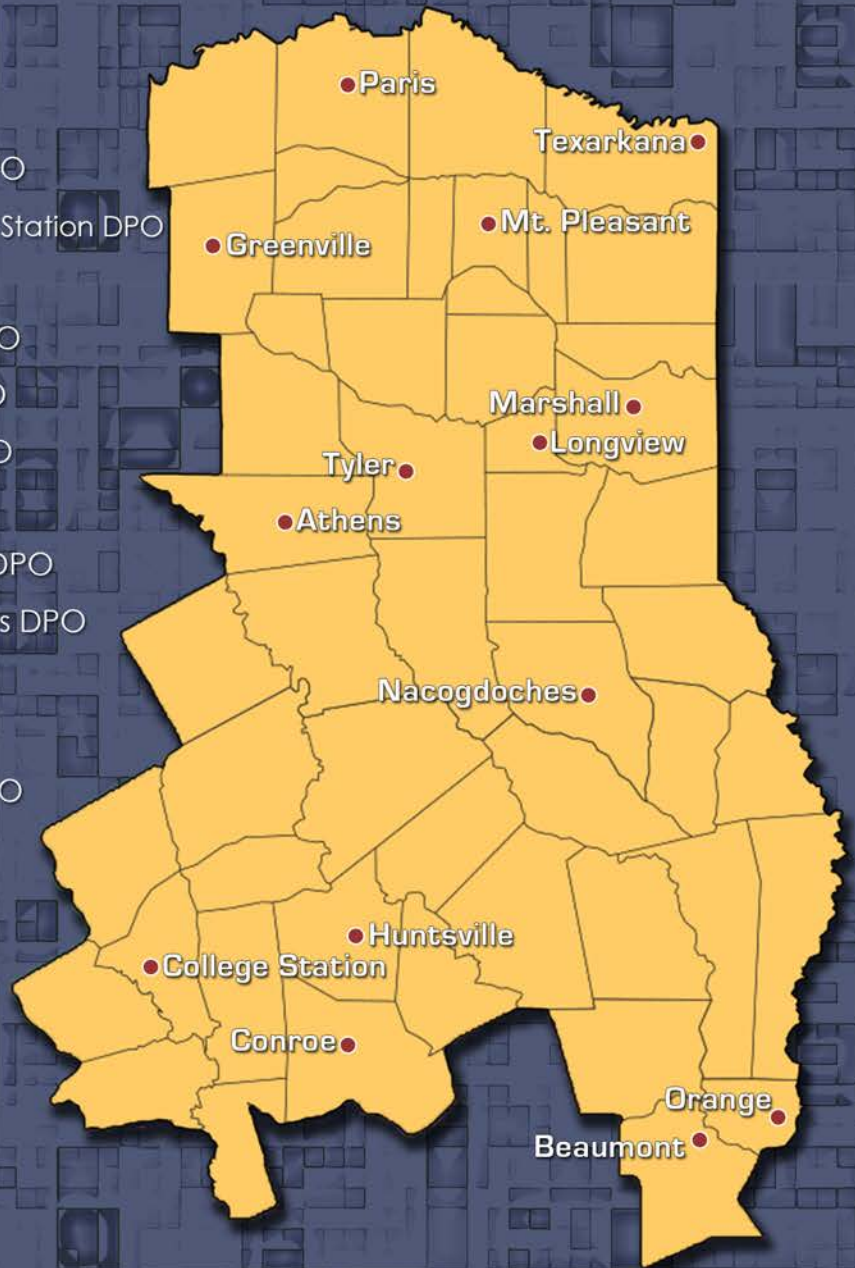 O
Station DPO
O
O
O
DPO
s DPO
O
Paris
Texarkana
Mt. Pleasant
Greenville
Marshall
Longview
Tyler
Athens
Nacogdoches
Huntsville
College Station
Conroe
Orange
Beaumont